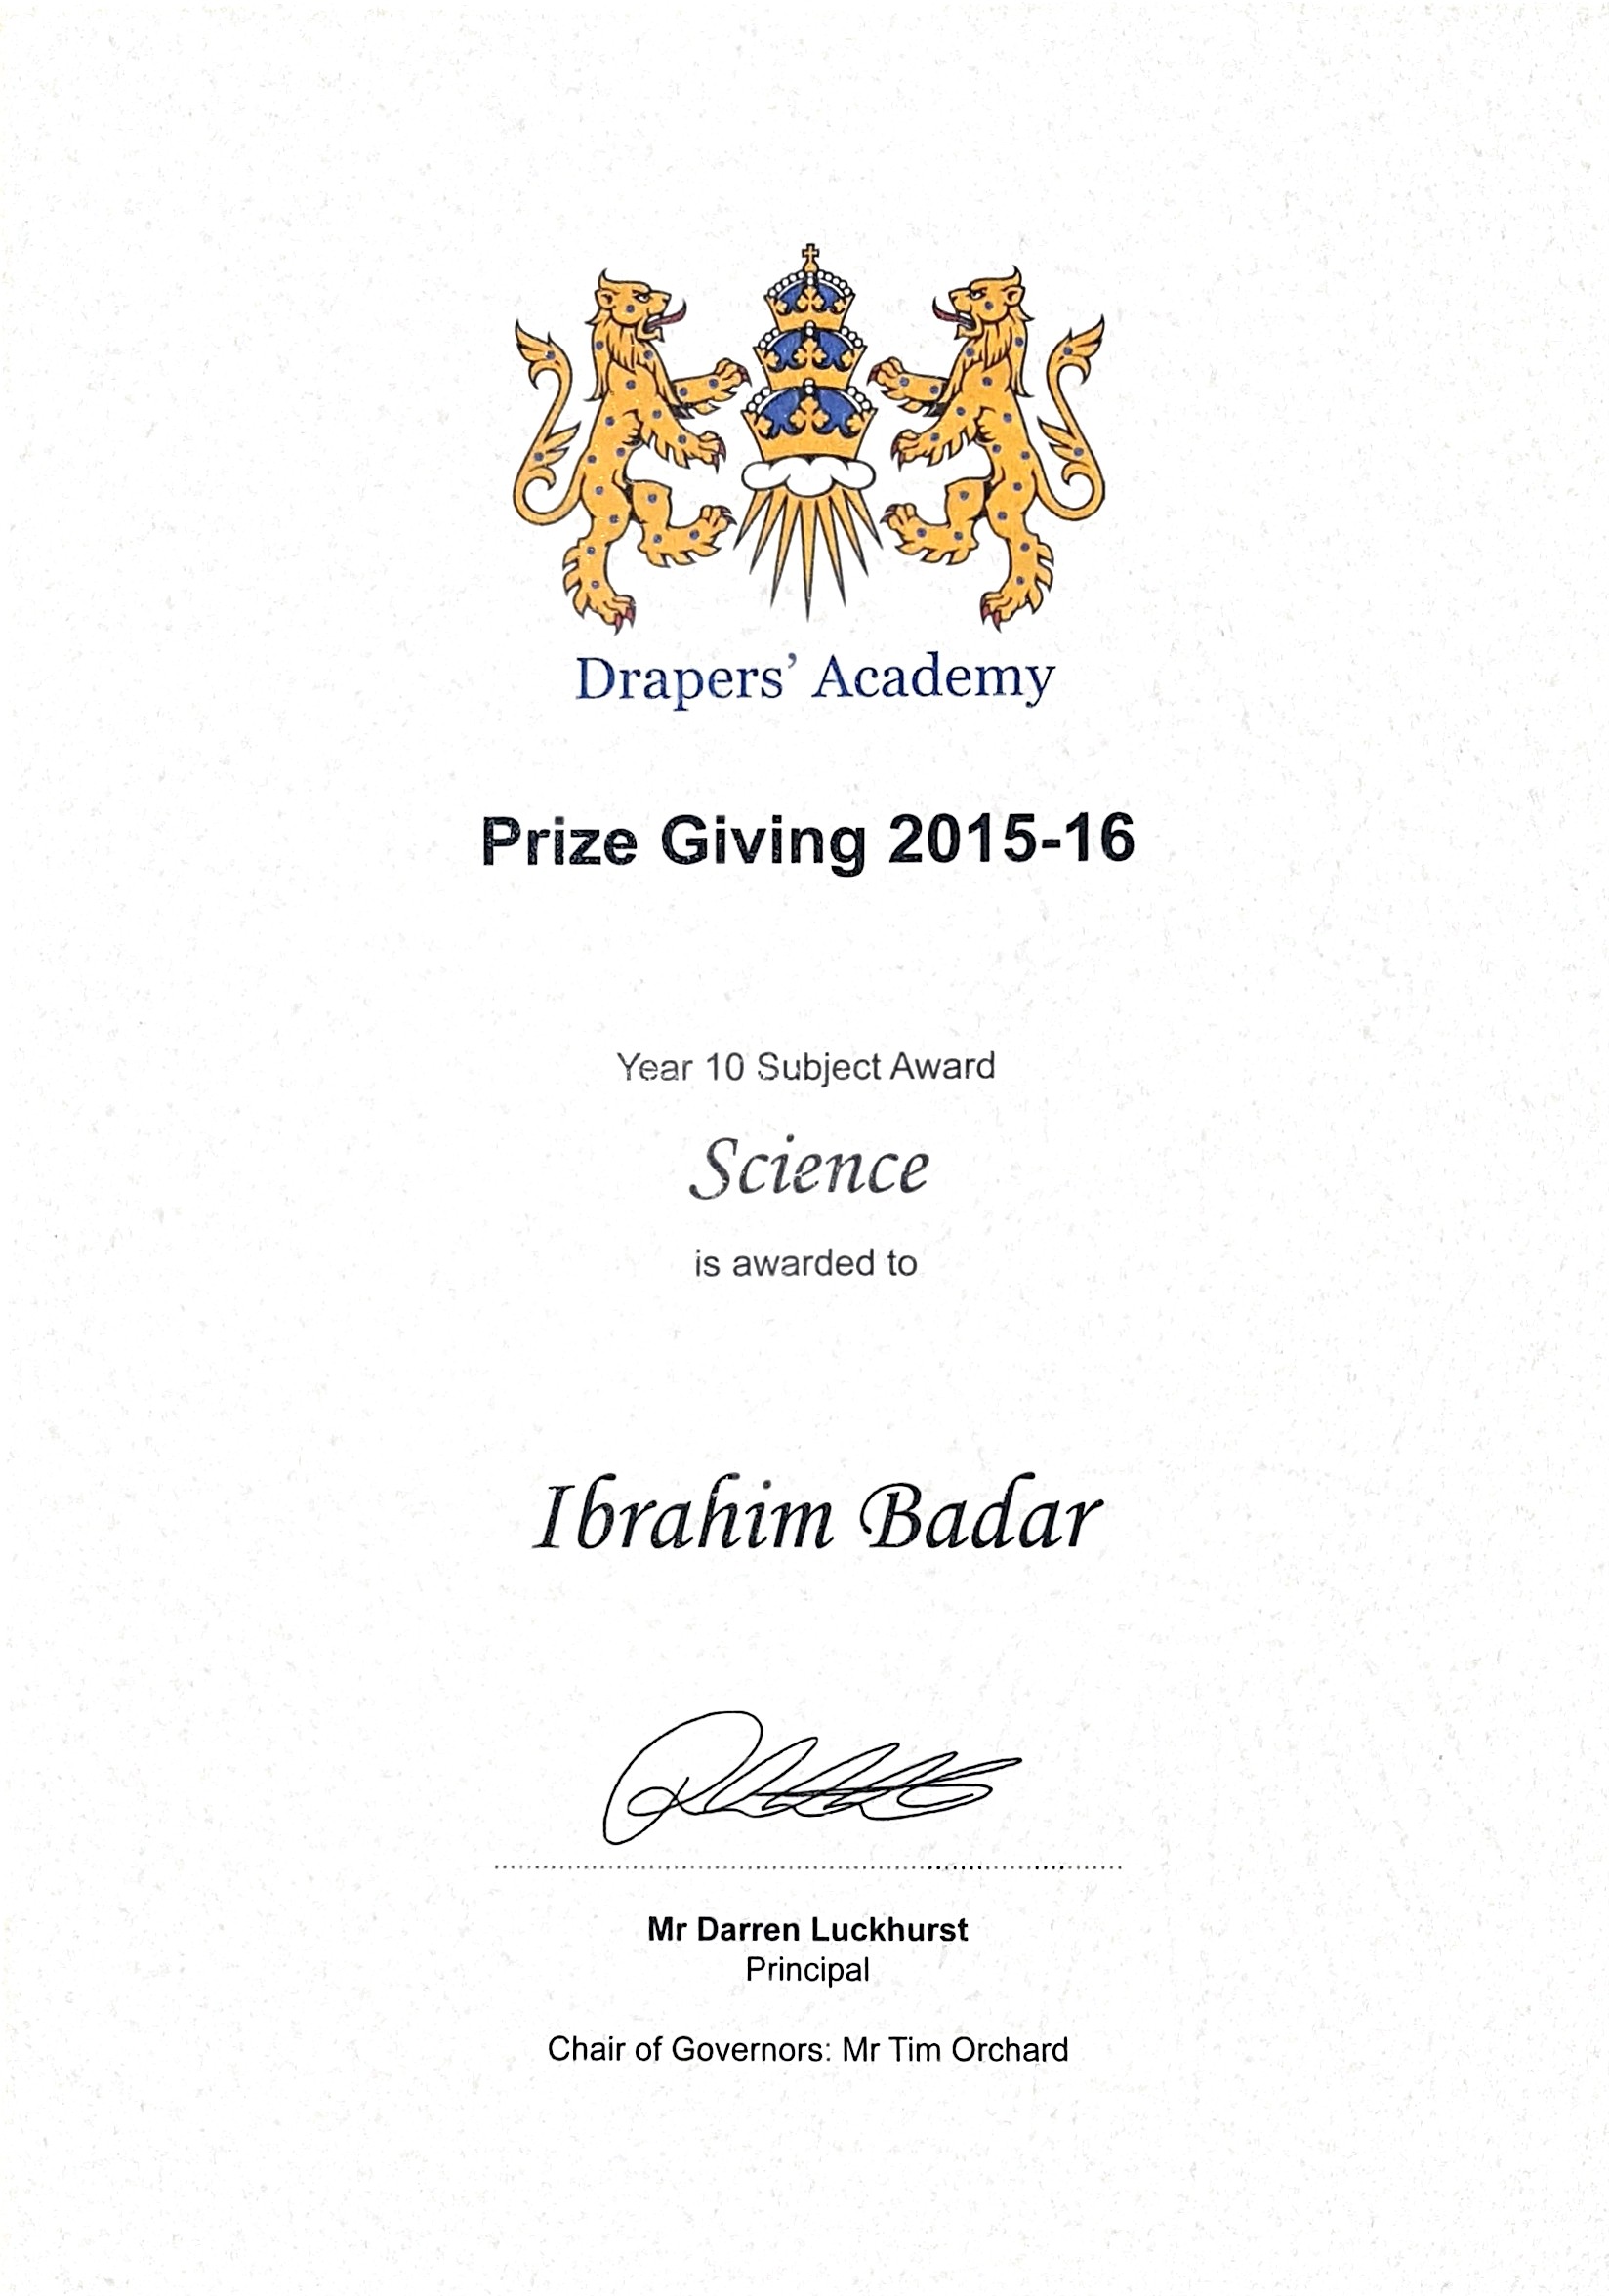 Drapers’ Academy
Prize Giving 2015-16
Year 10 Subject Award
Science
is awarded to
Ibrahim Badar
Mr Darren Luckhurst
Principal
Chair of Governors: Mr Tim Orchard